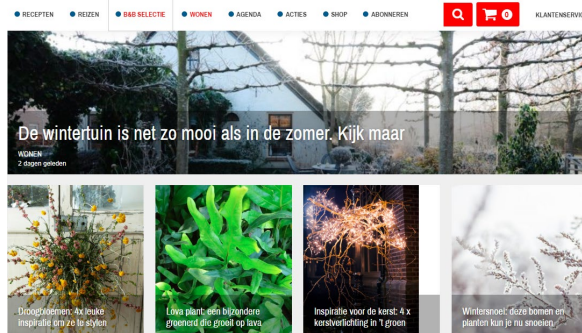 RECEPTEN
REIZEN
B&B SELECTIE
WONEN
AGENDA
ACTIES
SHOP
ABONNEREN
0
KLANTENSERVIC
De wintertuin is net zo mooi als in de zomer. Kijk maar
WONEN
2 dagen geleden
Droogbloemen: 4x leuke
inspiratie om ze te stylen
Lova plant: een bijzondere
groenord die groeit op lava
Inspiratie voor de kerst: 4 x
kerstverlichting in 't groen
Wintersnoei: deze bomen en
planten kun je nu snoeien